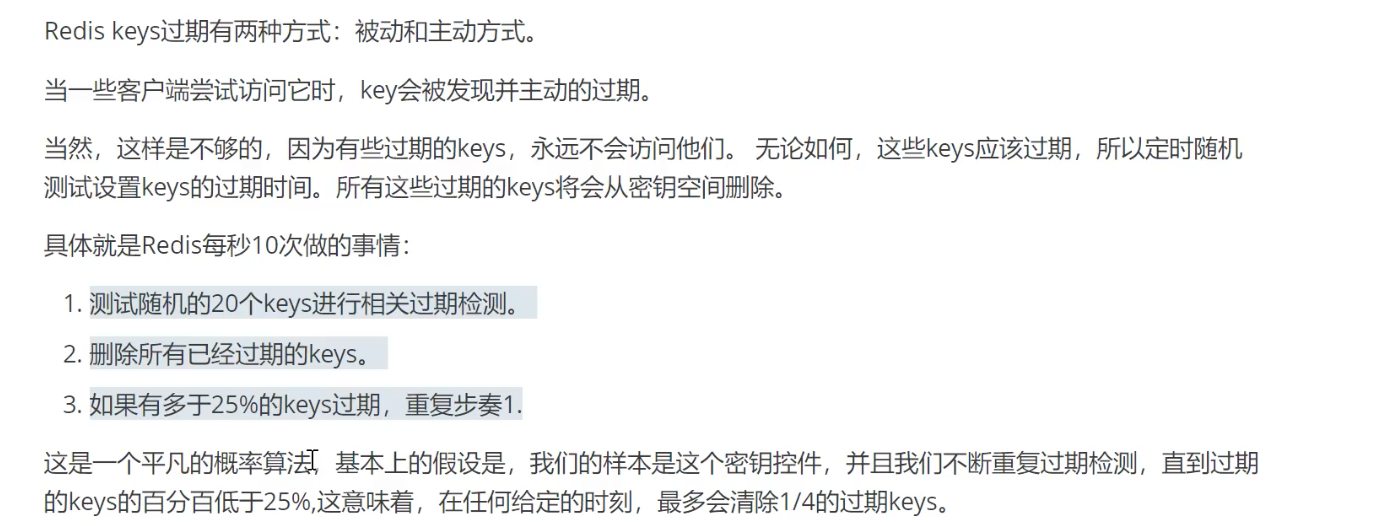 Redis keys过期有两种方式：被动和主动方式。
当一些客户端尝试访问它时，key会被发现并主动的过期。
当然，这样是不够的，因为有些过期的keys，永远不会访问他们。 无论如何，这些keys应该过期，所以定时随机
测试设置keys的过期时间。所有这些过期的keys将会从密钥空间删除。
具体就是Redis每秒10次做的事情：
1. 测试随机的20个keys进行相关过期检测。
2. 删除所有已经过期的keys。
3. 如果有多于25%的keys过期，重复步奏1.
这是一个平凡的概率算法，基本上的假设是，我们的样本是这个密钥控件，并且我们不断重复过期检测，直到过期
的keys的百分百低于25%,这意味着，在任何给定的时刻，最多会清除1/4的过期keys。